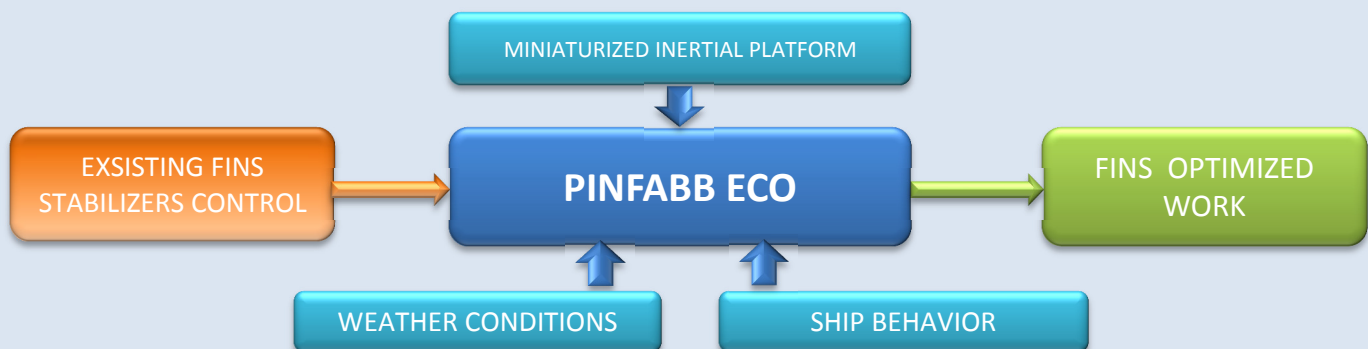 MINIATURIZED INERTIAL PLATFORM
EXSISTING FINS
STABILIZERS CONTROL
PINFABB ECO
FINS OPTIMIZED
WORK
WEATHER CONDITIONS
SHIP BEHAVIOR